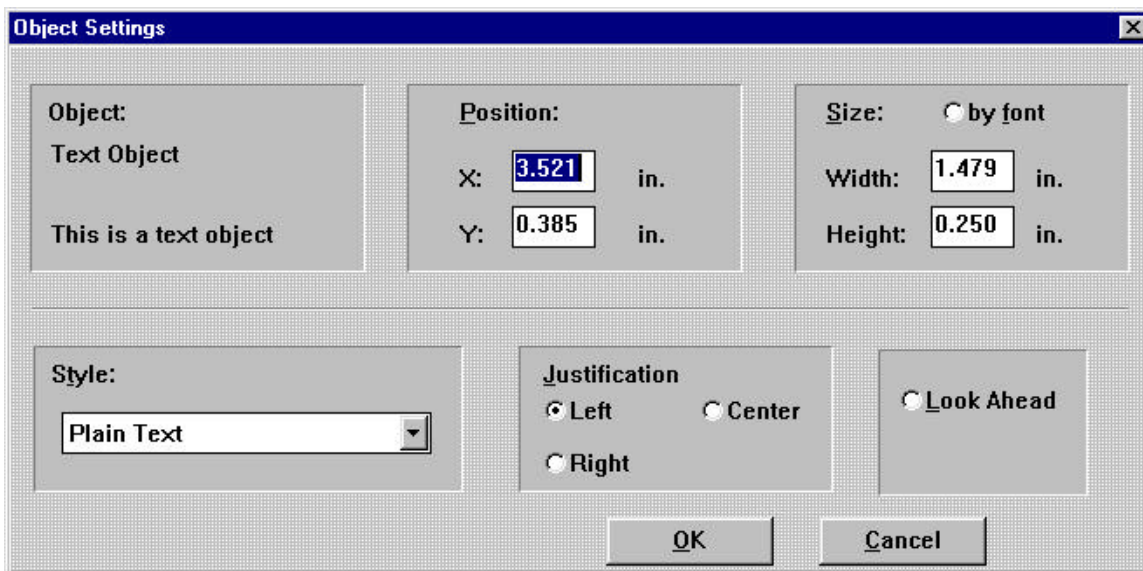 Object Settings
Object:
Text Object
This is a text object
Position:
X: 3.521 in.
Y: 0.385 in.
Size: by font
Width: 1.479 in.
Height: 0.250 in.
Style:
Plain Text
Justification
Left Center
Right
Look Ahead
OK Cancel